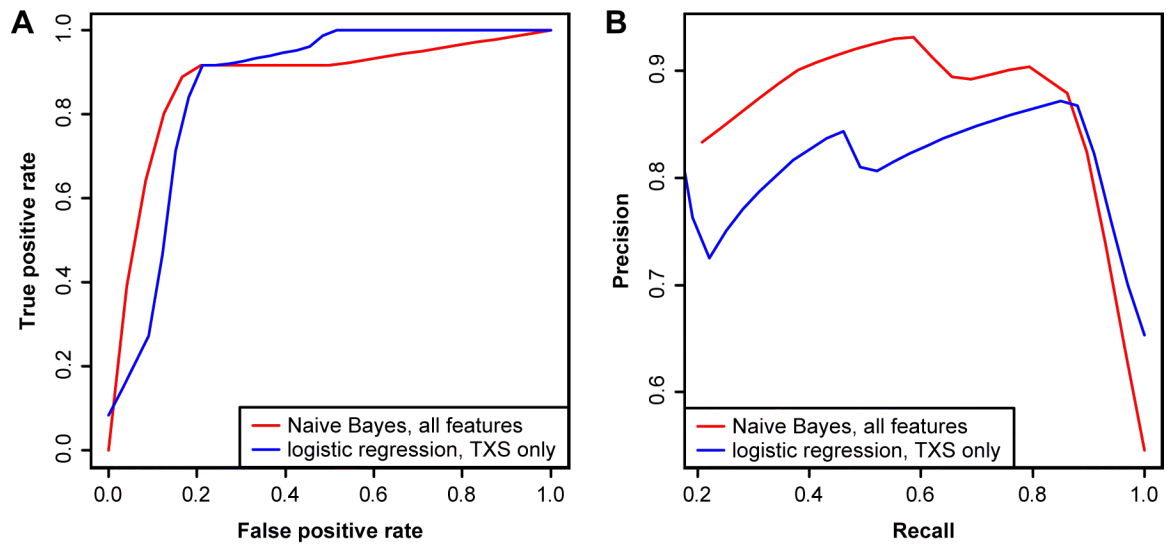 A
1.0
0.8
0.6
0.4
0.2
0.0
True positive rate
0.0 0.2 0.4 0.6 0.8 1.0
False positive rate
Naive Bayes, all features
logistic regression, TXS only
B
0.9
0.8
0.7
0.6
Precision
0.2 0.4 0.6 0.8 1.0
Recall
Naive Bayes, all features
logistic regression, TXS only